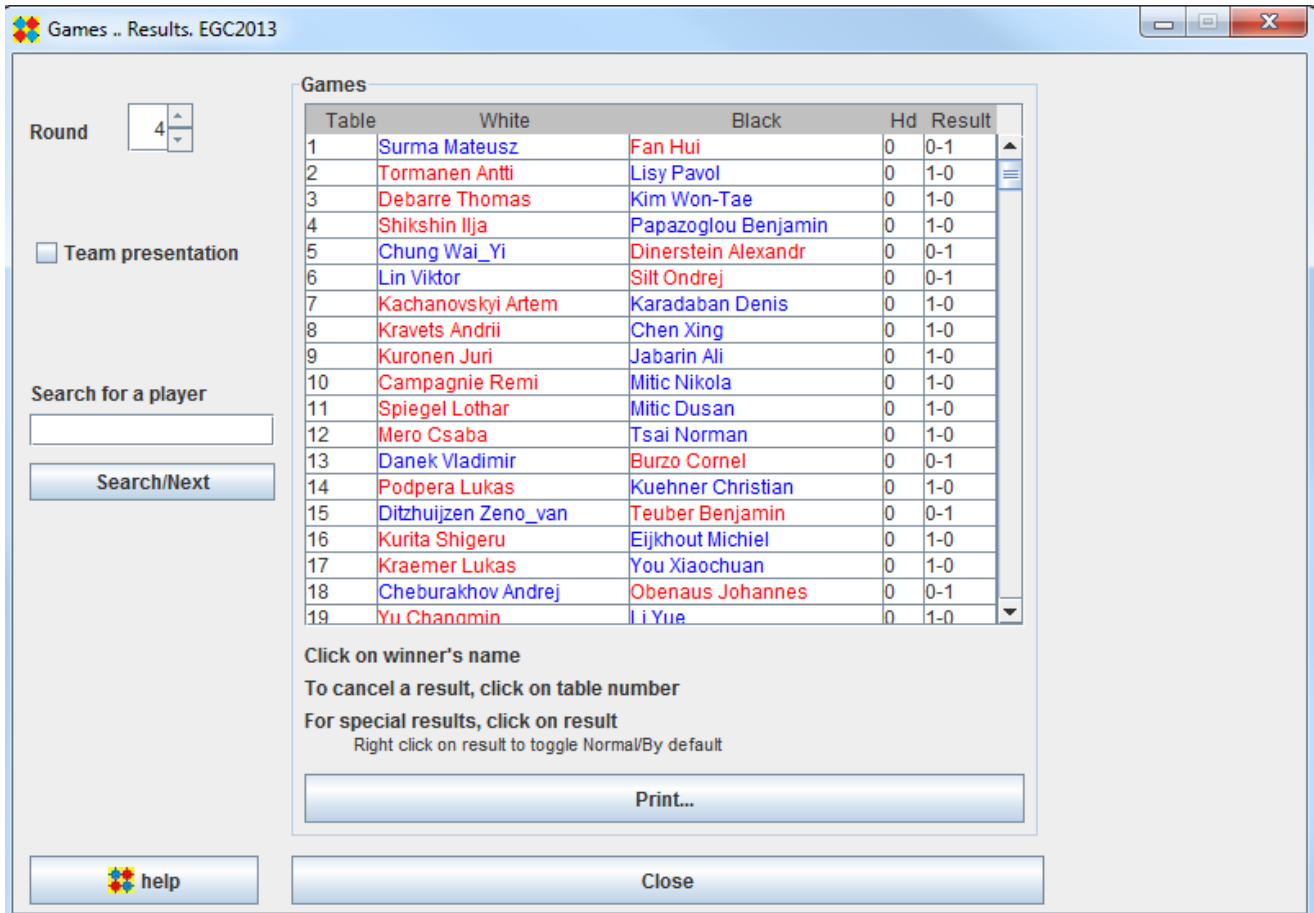 Games .. Results. EGC2013
Round 4
Team presentation
Search for a player
Search/Next
Games
Table White Black Hd Result
1 Surma Mateusz Fan Hui 0 0-1
2 Tormanen Antti Lisy Pavol 0 1-0
3 Debarre Thomas Kim Won-Tae 0 1-0
4 Shikshin Ilja Papazoglou Benjamin 0 1-0
5 Chung Wai_Yi Dinerstein Alexandr 0 0-1
6 Lin Viktor Silt Ondrej 0 0-1
7 Kachanovskyi Artem Karadaban Denis 0 1-0
8 Kravets Andrii Chen Xing 0 1-0
9 Kuronen Juri Jabarin Ali 0 1-0
10 Campagnie Remi Mitic Nikola 0 1-0
11 Spiegel Lothar Mitic Dusan 0 1-0
12 Mero Csaba Tsai Norman 0 1-0
13 Danek Vladimir Burzo Cornel 0 0-1
14 Podpera Lukas Kuehner Christian 0 1-0
15 Ditzhuijzen Zeno_van Teuber Benjamin 0 0-1
16 Kurita Shigeru Eijkhout Michiel 0 1-0
17 Kraemer Lukas You Xiaochuan 0 1-0
18 Cheburakhov Andrej Obenaus Johannes 0 0-1
19 Yu Changmin Li Yue 0 1-0
Click on winner's name
To cancel a result, click on table number
For special results, click on result
Right click on result to toggle Normal/By default
Print...
help
Close